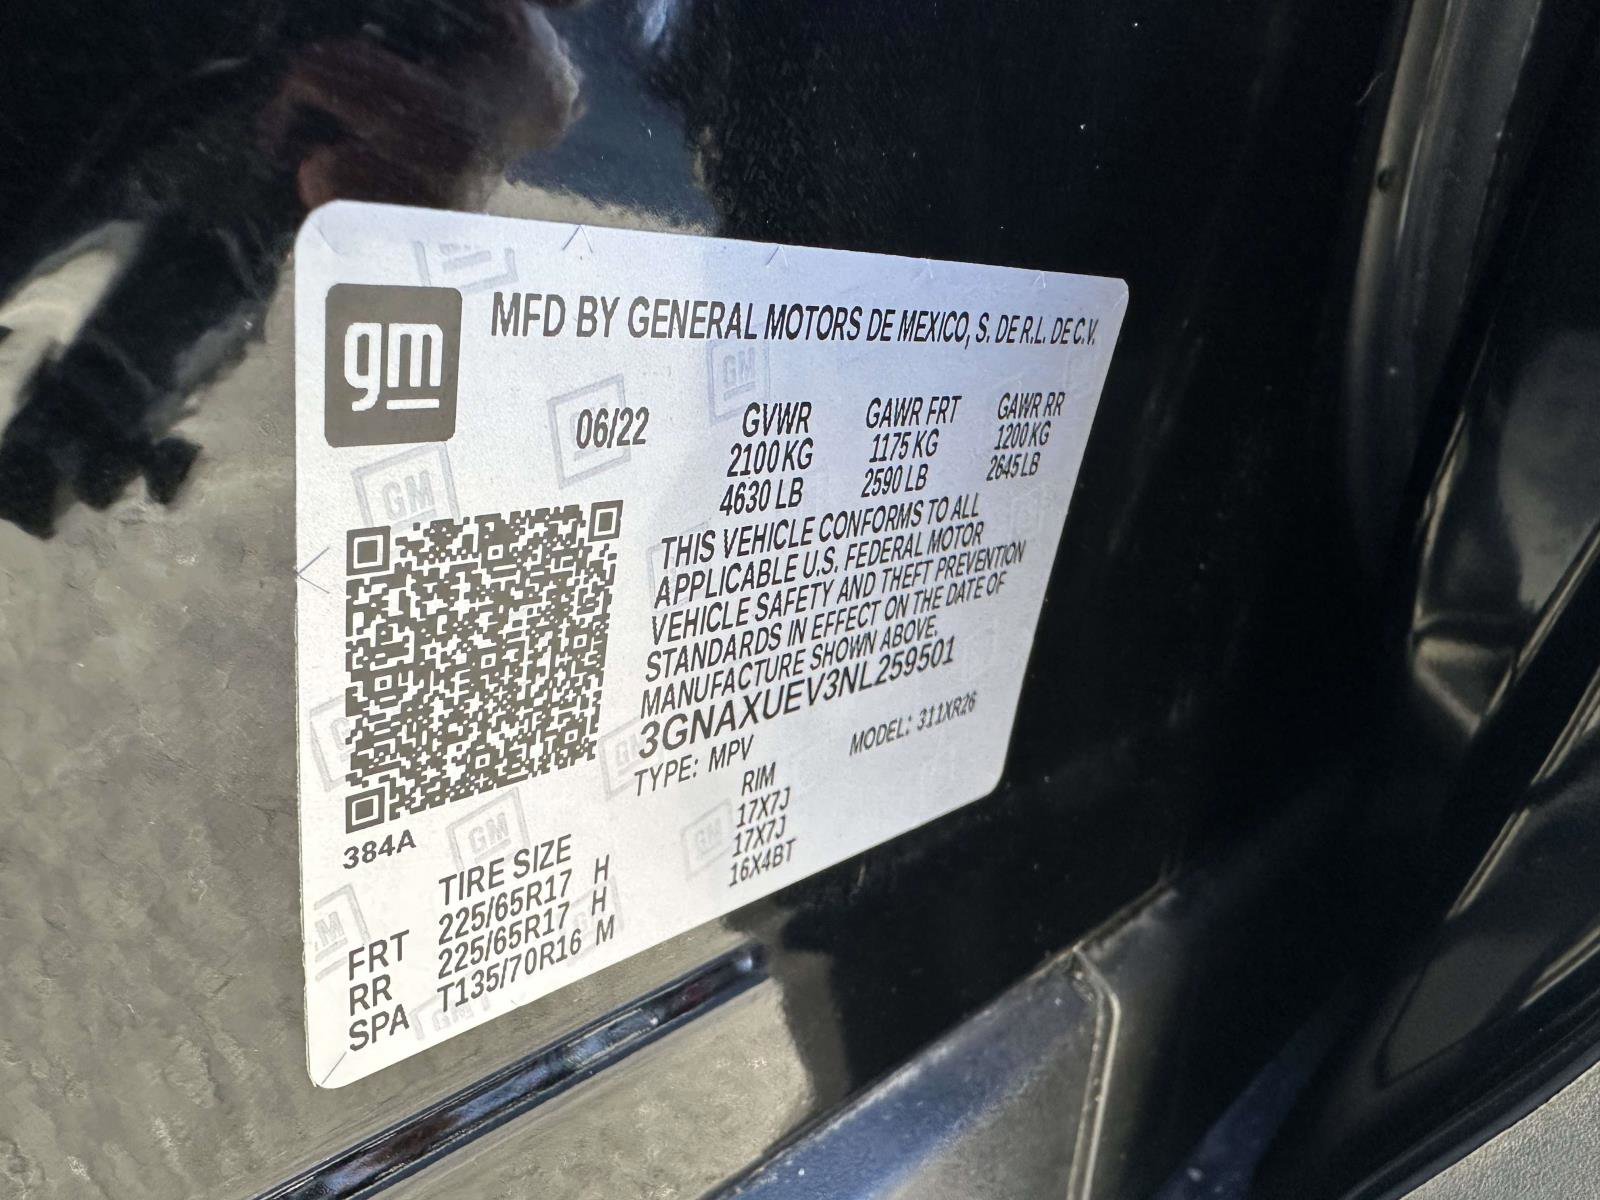 gm
MFD BY GENERAL MOTORS DE MEXICO, S. DE R.L. DE C.V.
06/22
GVWR GAWR FRT GAWR RR
2100 KG 1175 KG 1200 KG
4630 LB 2590 LB 2645 LB
THIS VEHICLE CONFORMS TO ALL
APPLICABLE U.S. FEDERAL MOTOR
VEHICLE SAFETY AND THEFT PREVENTION
STANDARDS IN EFFECT ON THE DATE OF
MANUFACTURE SHOWN ABOVE.
3GNAXUEV3NL259501
TYPE: MPV MODEL: 311XR26
384A
TIRE SIZE RIM
FRT 225/65R17 H 17X7J
RR 225/65R17 H 17X7J
SPA T135/70R16 M 16X4BT